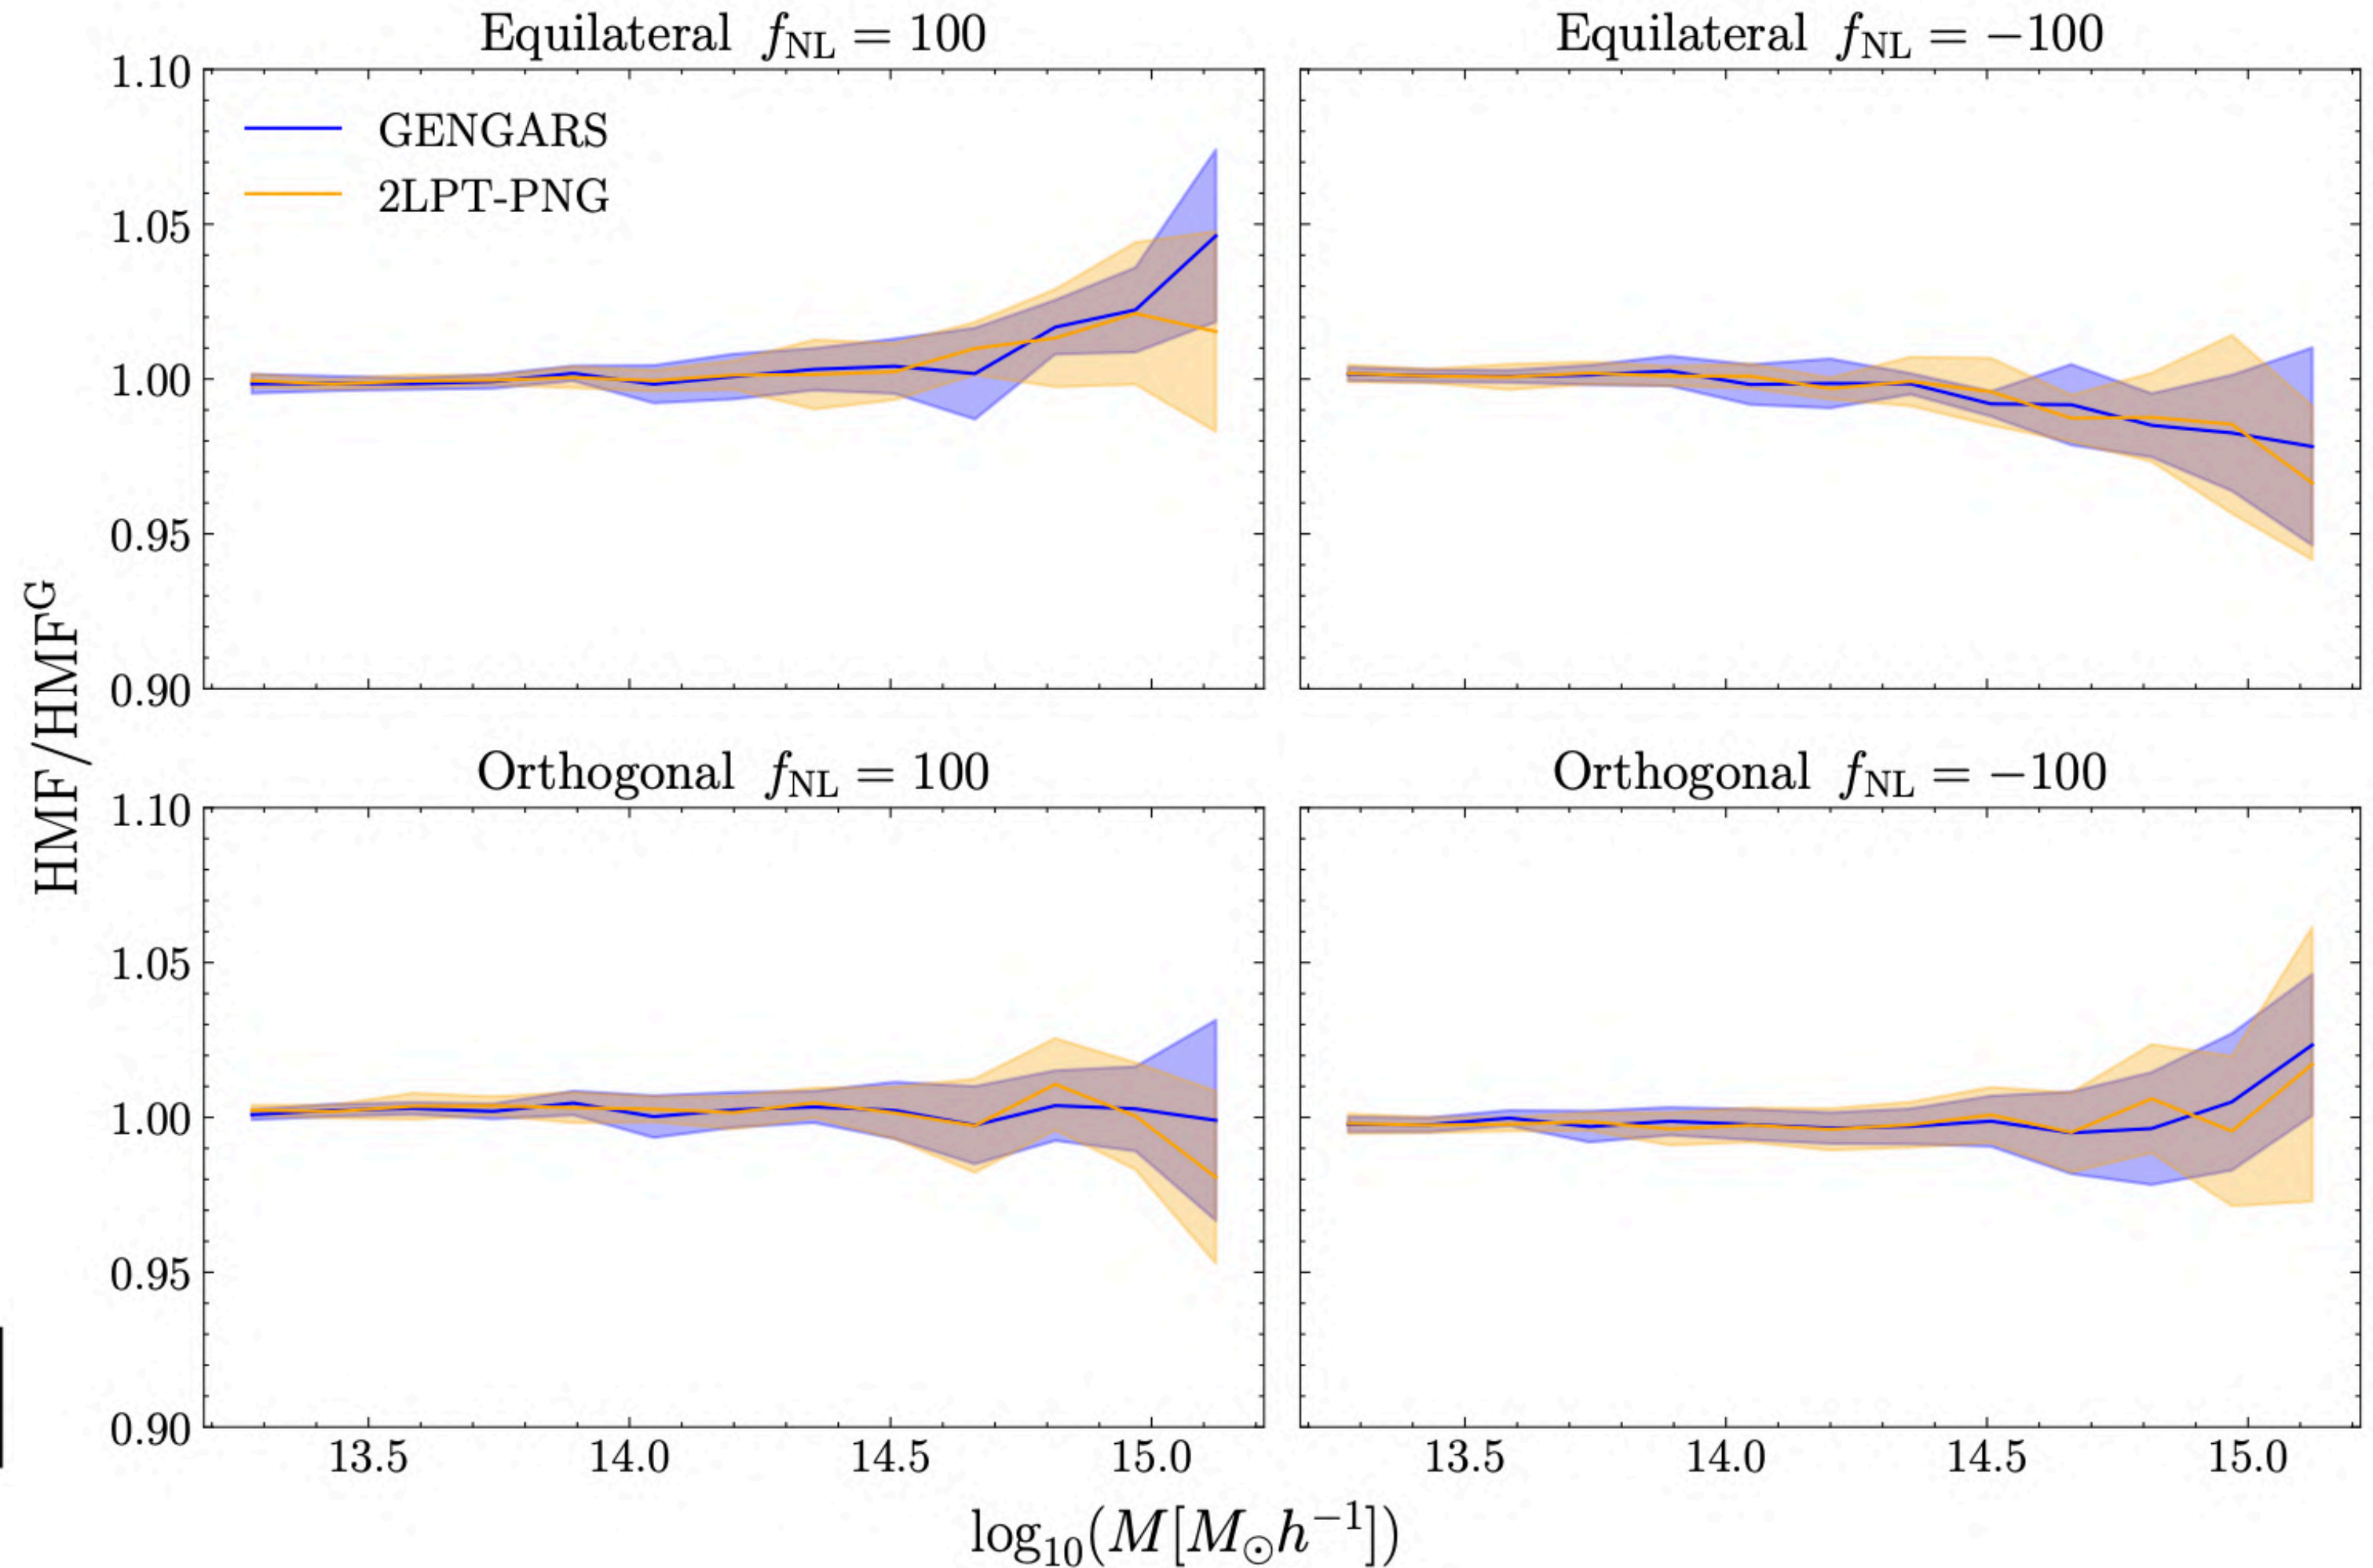 Equilateral f_NL = 100
Equilateral f_NL = −100
1.10
1.05
1.00
0.95
0.90
GENGARS
2LPT-PNG
HMF/HMF^G
Orthogonal f_NL = 100
Orthogonal f_NL = −100
1.10
1.05
1.00
0.95
0.90
13.5 14.0 14.5 15.0
13.5 14.0 14.5 15.0
log₁₀(M[M_⊙h⁻¹])